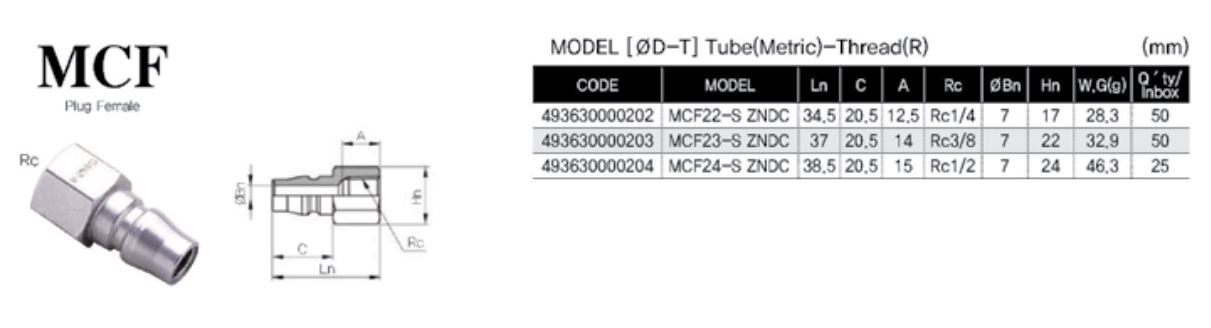 MCF
Plug Female
Rc
A
ØBn
Hn
C
Rc
Ln
MODEL [ØD-T] Tube(Metric)-Thread(R) (mm)
CODE MODEL Ln C A Rc ØBn Hn W,G(g) Q´ty/Inbox
493630000202 MCF22-S ZNDC 34,5 20,5 12,5 Rc1/4 7 17 28,3 50
493630000203 MCF23-S ZNDC 37 20,5 14 Rc3/8 7 22 32,9 50
493630000204 MCF24-S ZNDC 38,5 20,5 15 Rc1/2 7 24 46,3 25